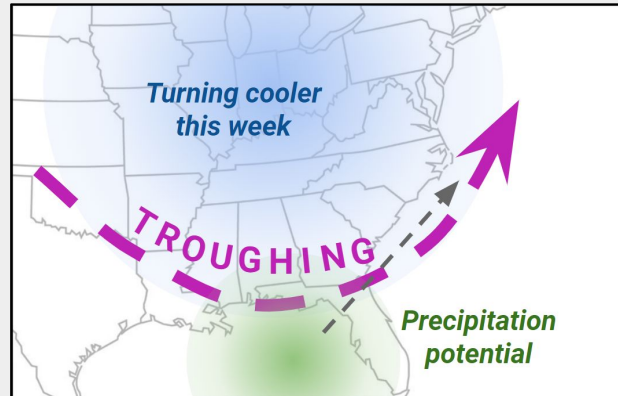 Turning cooler
this week
TROUGHING
Precipitation
potential